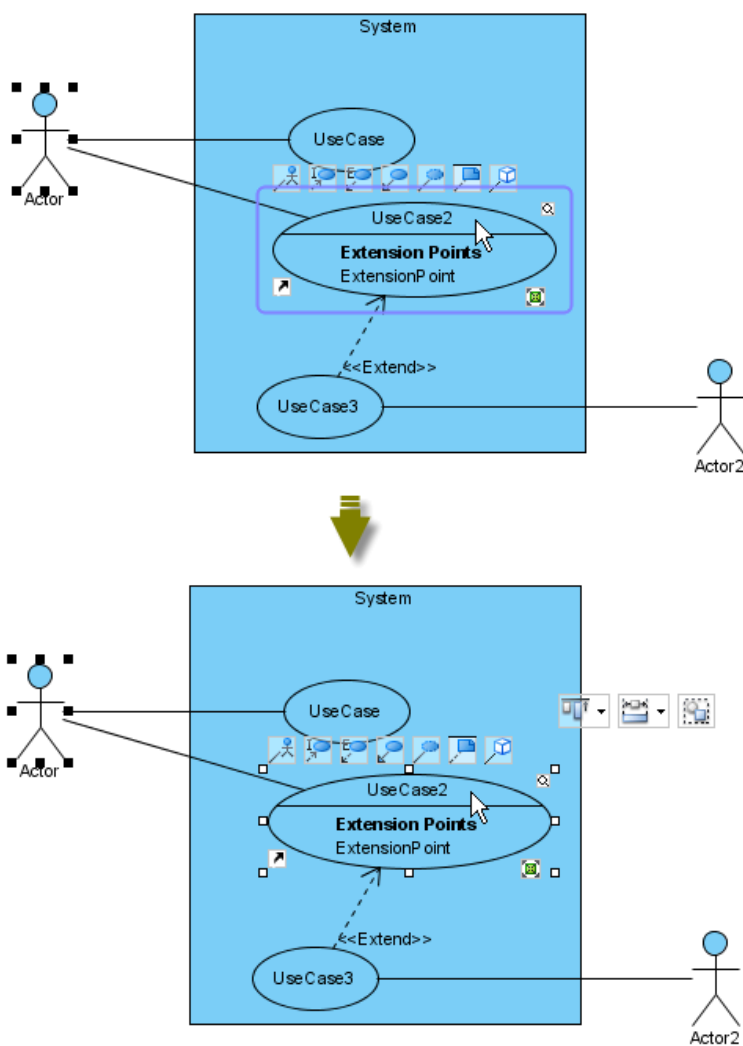 System
UseCase
Actor
UseCase2
Extension Points
ExtensionPoint
<<Extend>>
UseCase3
Actor2
System
UseCase
Actor
UseCase2
Extension Points
ExtensionPoint
<<Extend>>
UseCase3
Actor2